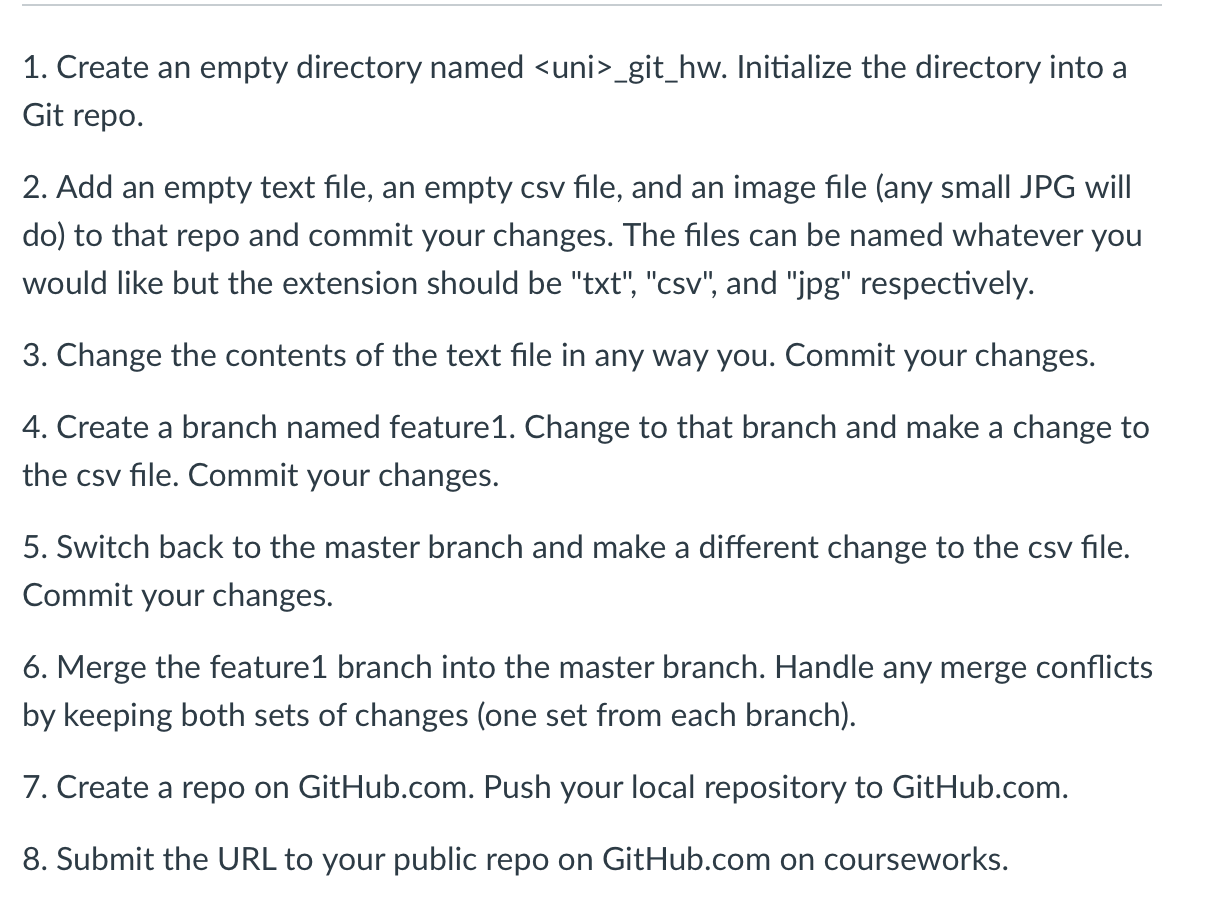 1. Create an empty directory named <uni>_git_hw. Initialize the directory into a
Git repo.
2. Add an empty text file, an empty csv file, and an image file (any small JPG will
do) to that repo and commit your changes. The files can be named whatever you
would like but the extension should be "txt", "csv", and "jpg" respectively.
3. Change the contents of the text file in any way you. Commit your changes.
4. Create a branch named feature1. Change to that branch and make a change to
the csv file. Commit your changes.
5. Switch back to the master branch and make a different change to the csv file.
Commit your changes.
6. Merge the feature1 branch into the master branch. Handle any merge conflicts
by keeping both sets of changes (one set from each branch).
7. Create a repo on GitHub.com. Push your local repository to GitHub.com.
8. Submit the URL to your public repo on GitHub.com on courseworks.